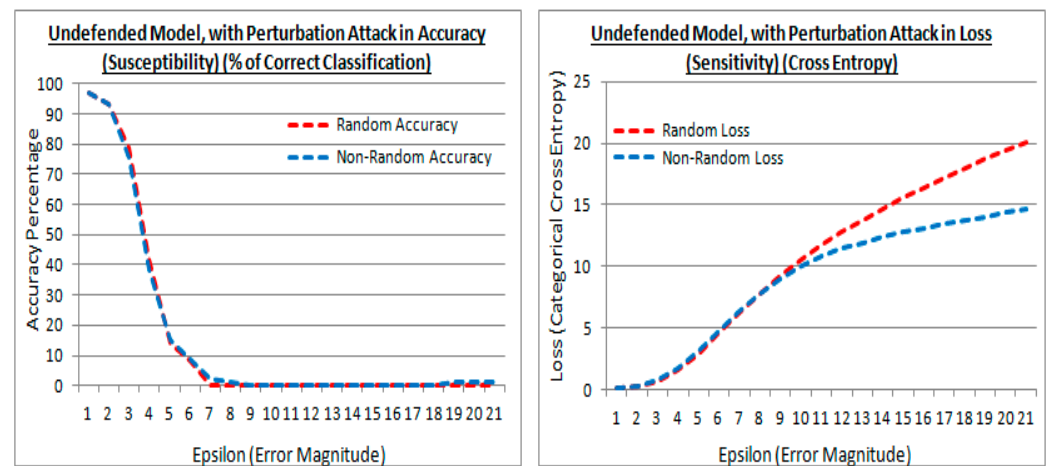 Undefended Model, with Perturbation Attack in Accuracy
(Susceptibility) (% of Correct Classification)
Accuracy Percentage
100
90
80
70
60
50
40
30
20
10
0
Random Accuracy
Non-Random Accuracy
1 2 3 4 5 6 7 8 9 10 11 12 13 14 15 16 17 18 19 20 21
Epsilon (Error Magnitude)
Undefended Model, with Perturbation Attack in Loss
(Sensitivity) (Cross Entropy)
Loss (Categorical Cross Entropy)
25
20
15
10
5
0
Random Loss
Non-Random Loss
1 2 3 4 5 6 7 8 9 10 11 12 13 14 15 16 17 18 19 20 21
Epsilon (Error Magnitude)